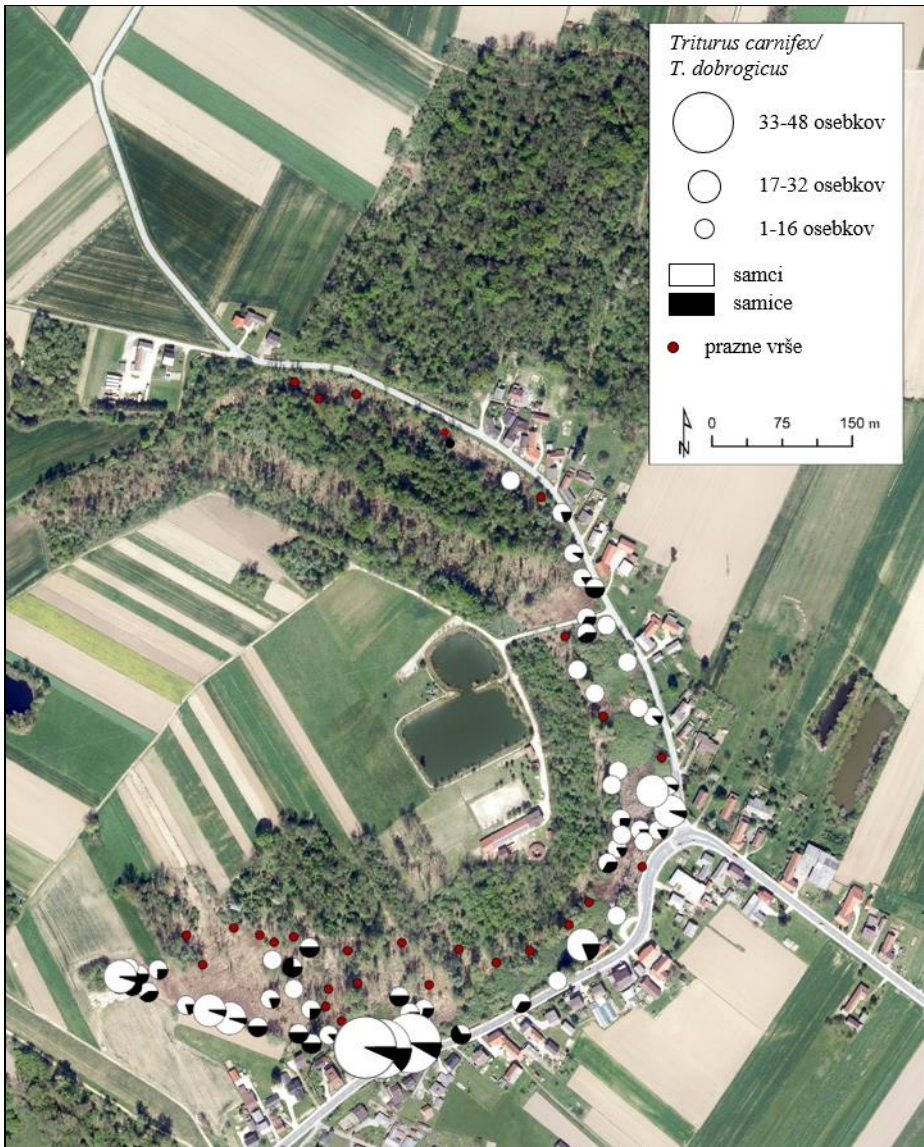 Triturus carnifex/
T. dobrogicus
33-48 osebkov
17-32 osebkov
1-16 osebkov
samci
samice
prazne vrše
N
0 75 150 m